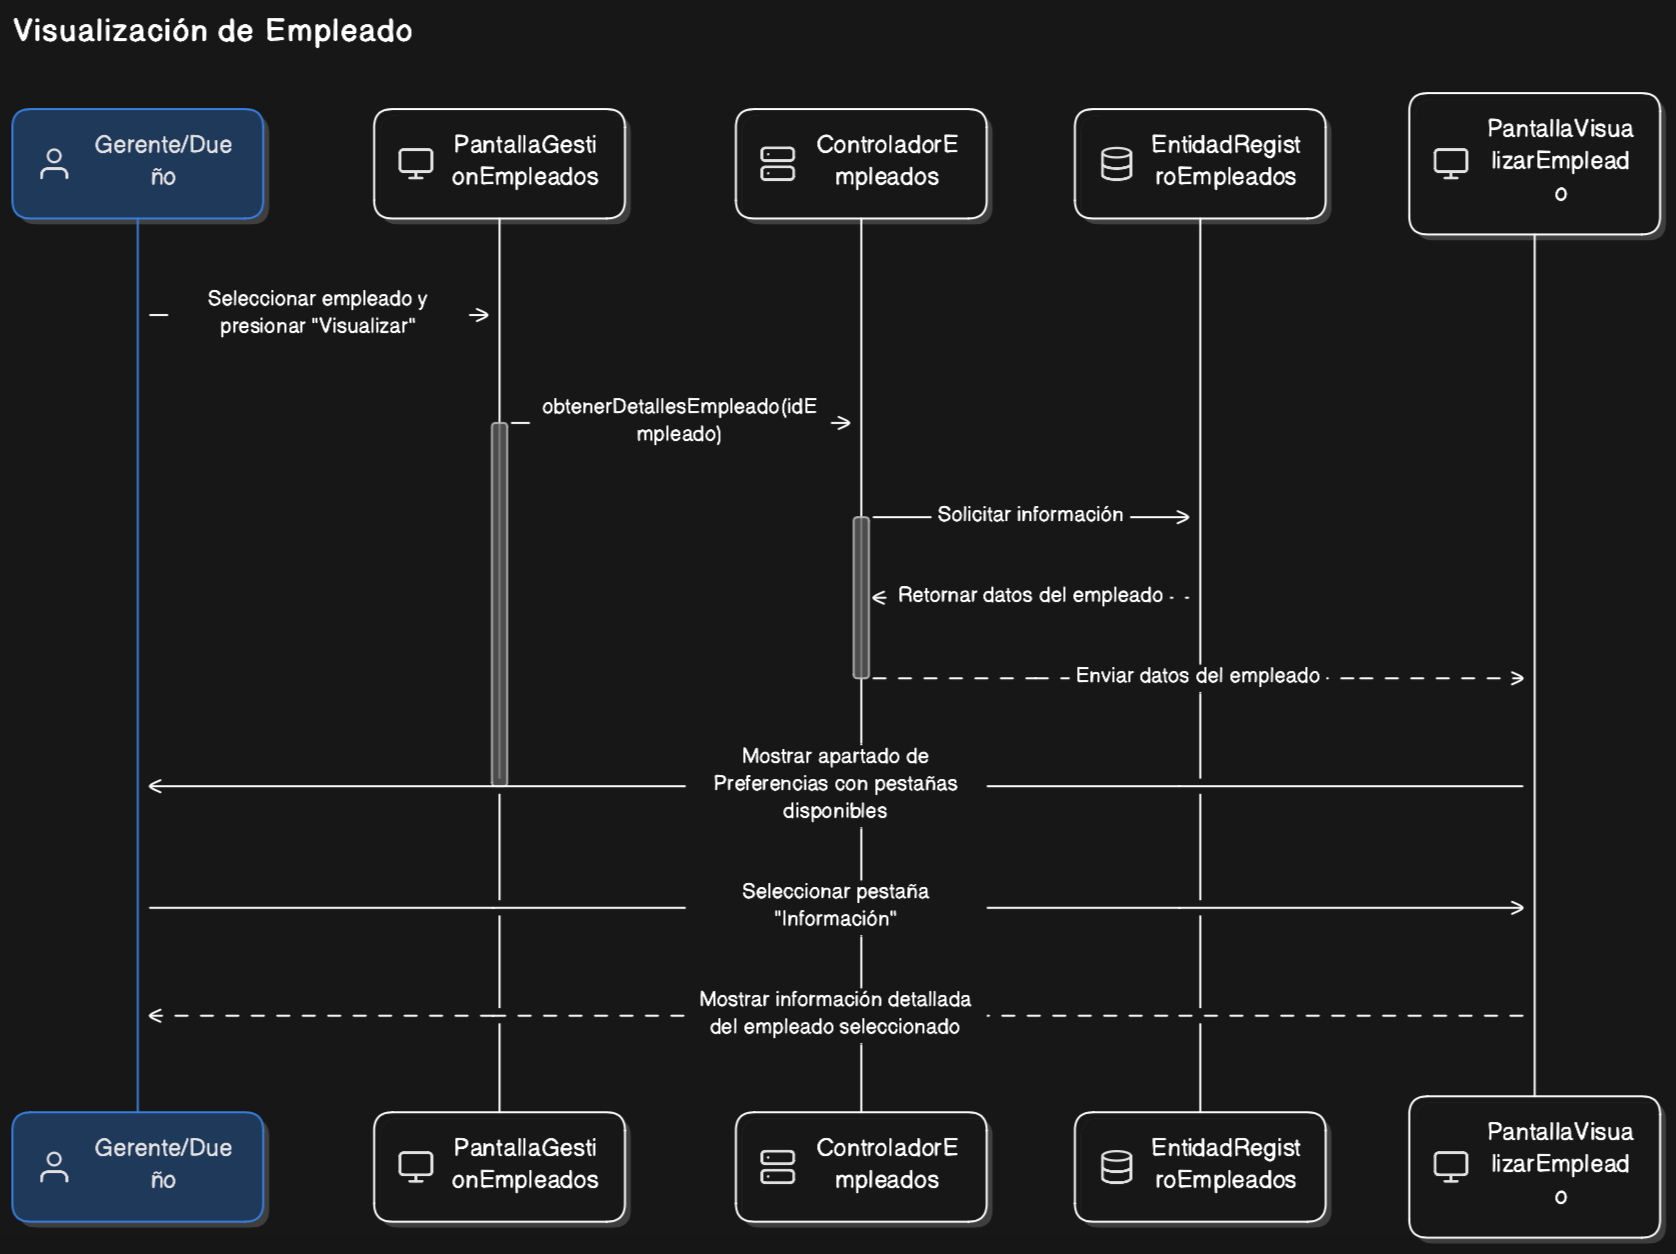 Visualización de Empleado
Gerente/Due
ño
PantallaGesti
onEmpleados
ControladorE
mpleados
EntidadRegist
roEmpleados
PantallaVisua
lizarEmplead
o
Seleccionar empleado y
presionar "Visualizar"
obtenerDetallesEmpleado(idE
mpleado)
Solicitar información
Retornar datos del empleado
Enviar datos del empleado
Mostrar apartado de
Preferencias con pestañas
disponibles
Seleccionar pestaña
"Información"
Mostrar información detallada
del empleado seleccionado
Gerente/Due
ño
PantallaGesti
onEmpleados
ControladorE
mpleados
EntidadRegist
roEmpleados
PantallaVisua
lizarEmplead
o